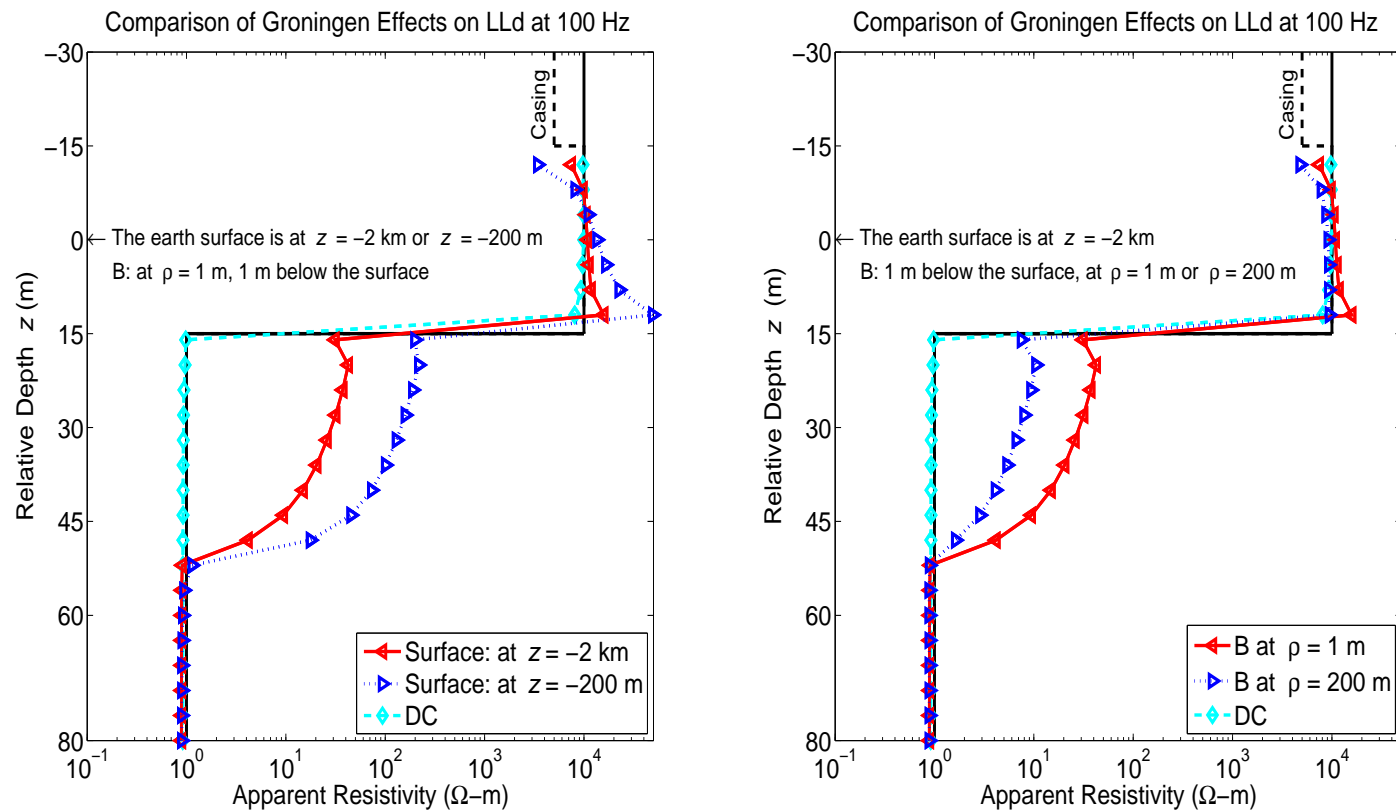 Comparison of Groningen Effects on LLd at 100 Hz
−30
−15
0
15
30
45
60
80
Relative Depth z (m)
Casing
← The earth surface is at z = −2 km or z = −200 m
B: at ρ = 1 m, 1 m below the surface
Surface: at z = −2 km
Surface: at z = −200 m
DC
10^−1 10^0 10^1 10^2 10^3 10^4
Apparent Resistivity (Ω−m)
Comparison of Groningen Effects on LLd at 100 Hz
−30
−15
0
15
30
45
60
80
Relative Depth z (m)
Casing
← The earth surface is at z = −2 km
B: 1 m below the surface, at ρ = 1 m or ρ = 200 m
B at ρ = 1 m
B at ρ = 200 m
DC
10^−1 10^0 10^1 10^2 10^3 10^4
Apparent Resistivity (Ω−m)